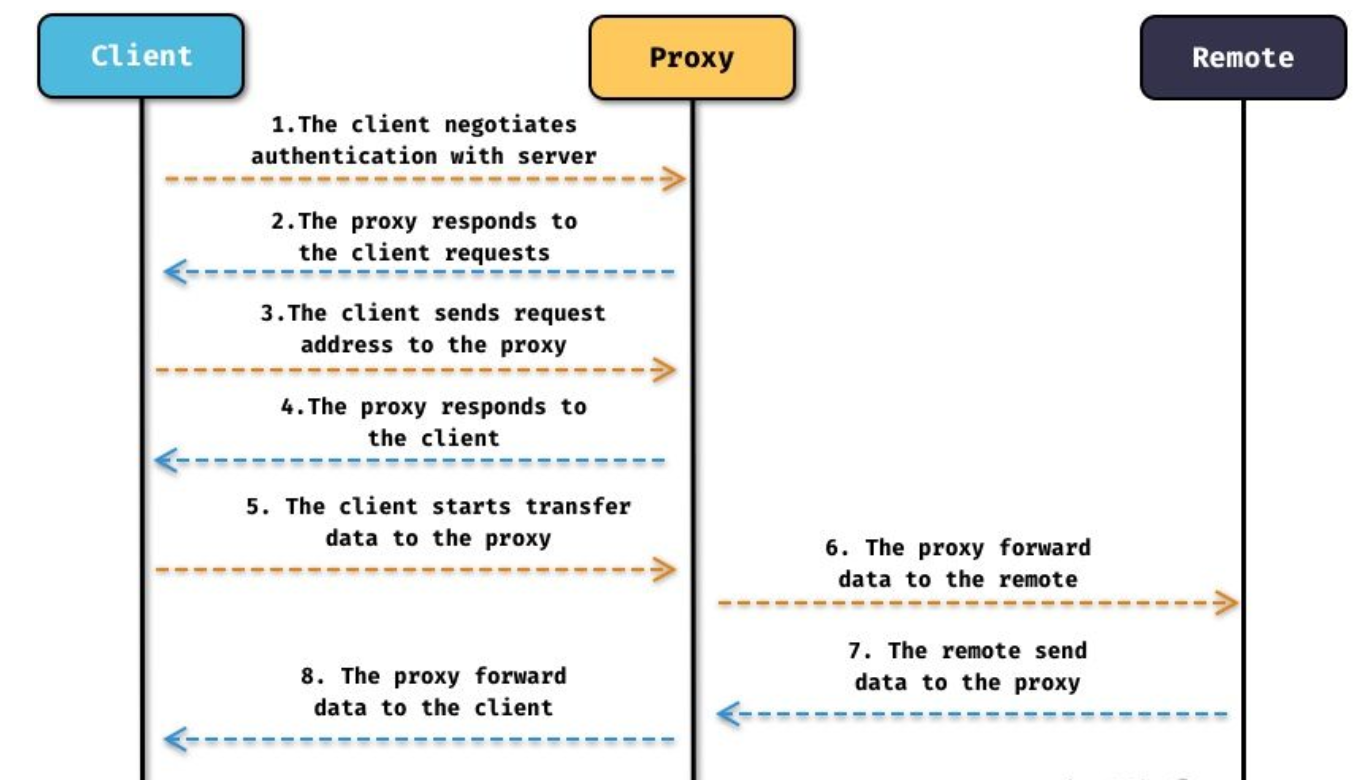 Client
Proxy
Remote
1.The client negotiates
authentication with server
2.The proxy responds to
the client requests
3.The client sends request
address to the proxy
4.The proxy responds to
the client
5. The client starts transfer
data to the proxy
6. The proxy forward
data to the remote
7. The remote send
data to the proxy
8. The proxy forward
data to the client